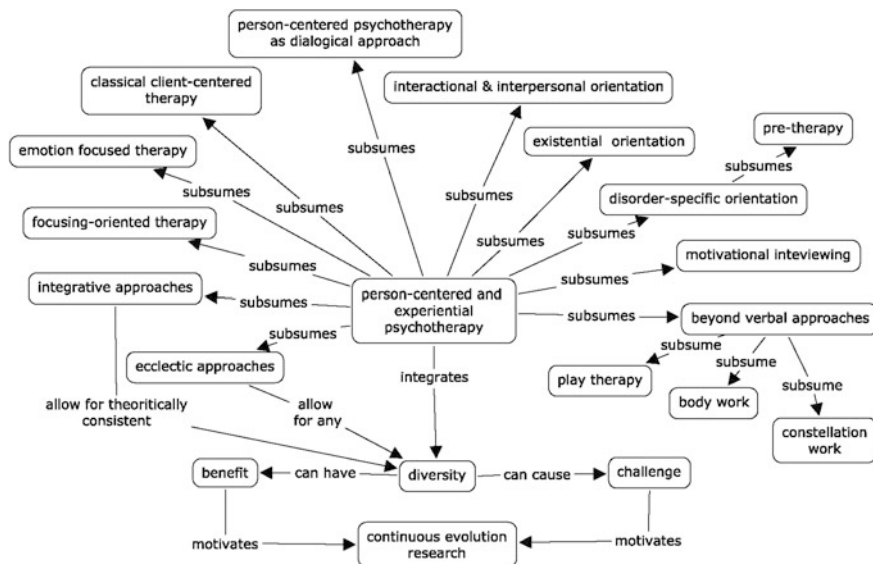 person-centered psychotherapy
as dialogical approach
classical client-centered
therapy
interactional & interpersonal orientation
pre-therapy
emotion focused therapy
subsumes
existential orientation
subsumes
subsumes
subsumes
disorder-specific orientation
focusing-oriented therapy
subsumes
subsumes
subsumes
subsumes
motivational inteviewing
subsumes
subsumes
integrative approaches
subsumes
person-centered and
experiential
psychotherapy
subsumes
beyond verbal approaches
subsumes
subsume
ecclectic approaches
integrates
play therapy
subsume
subsume
body work
allow for theoritically
consistent
allow
for any
constellation
work
benefit
can have
diversity
can cause
challenge
motivates
continuous evolution
research
motivates